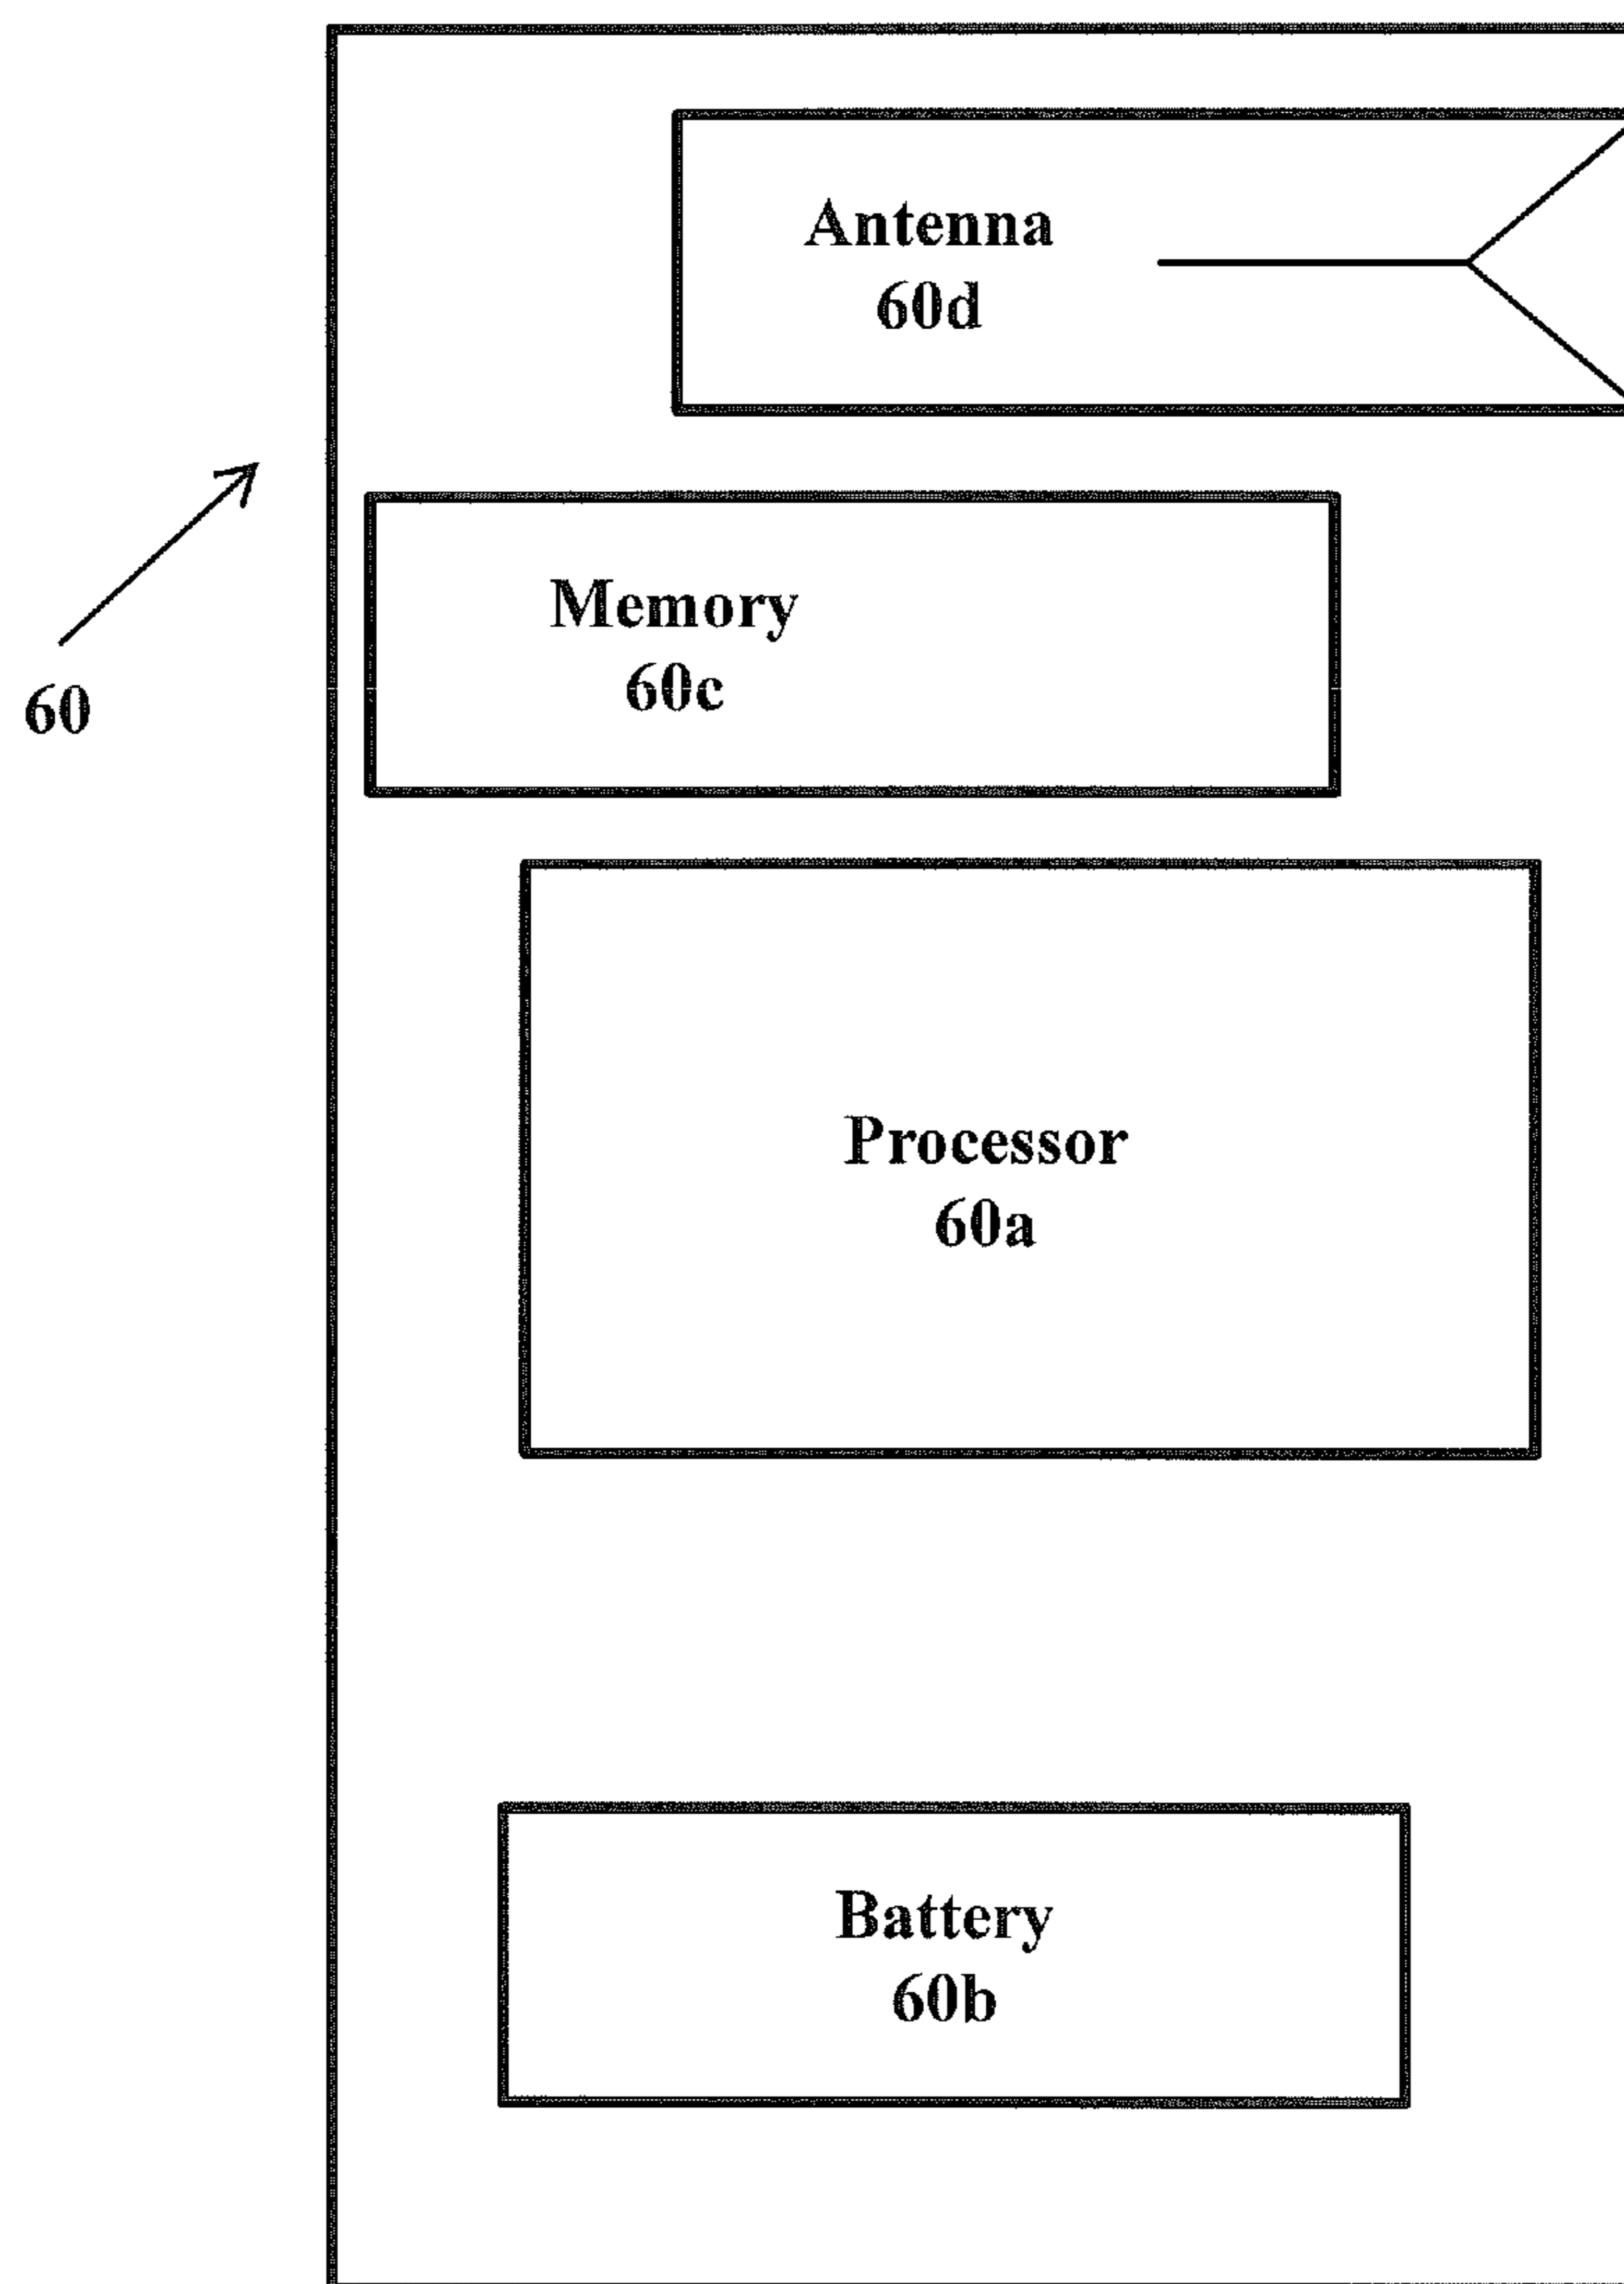 Antenna
60d
Memory
60c
60
Processor
60a
Battery
60b